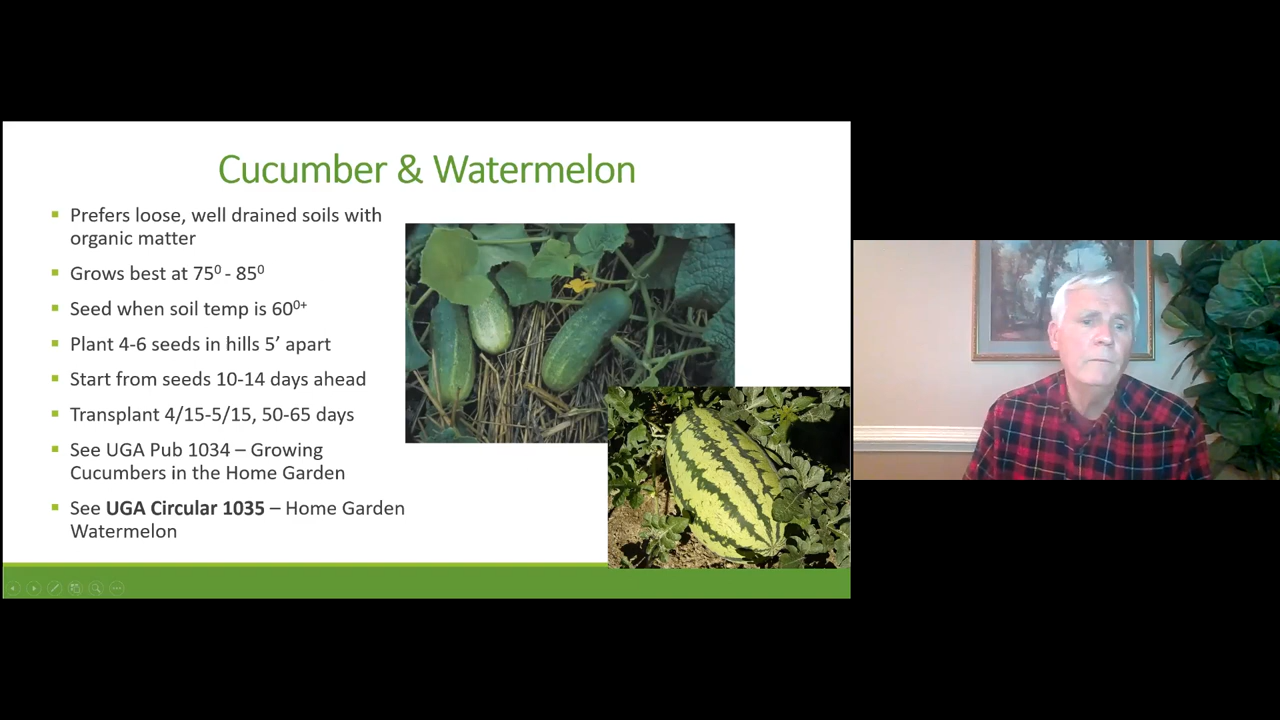 Cucumber & Watermelon
Prefers loose, well drained soils with
organic matter
Grows best at 75⁰ - 85⁰
Seed when soil temp is 60⁰⁺
Plant 4-6 seeds in hills 5’ apart
Start from seeds 10-14 days ahead
Transplant 4/15-5/15, 50-65 days
See UGA Pub 1034 – Growing
Cucumbers in the Home Garden
See UGA Circular 1035 – Home Garden
Watermelon